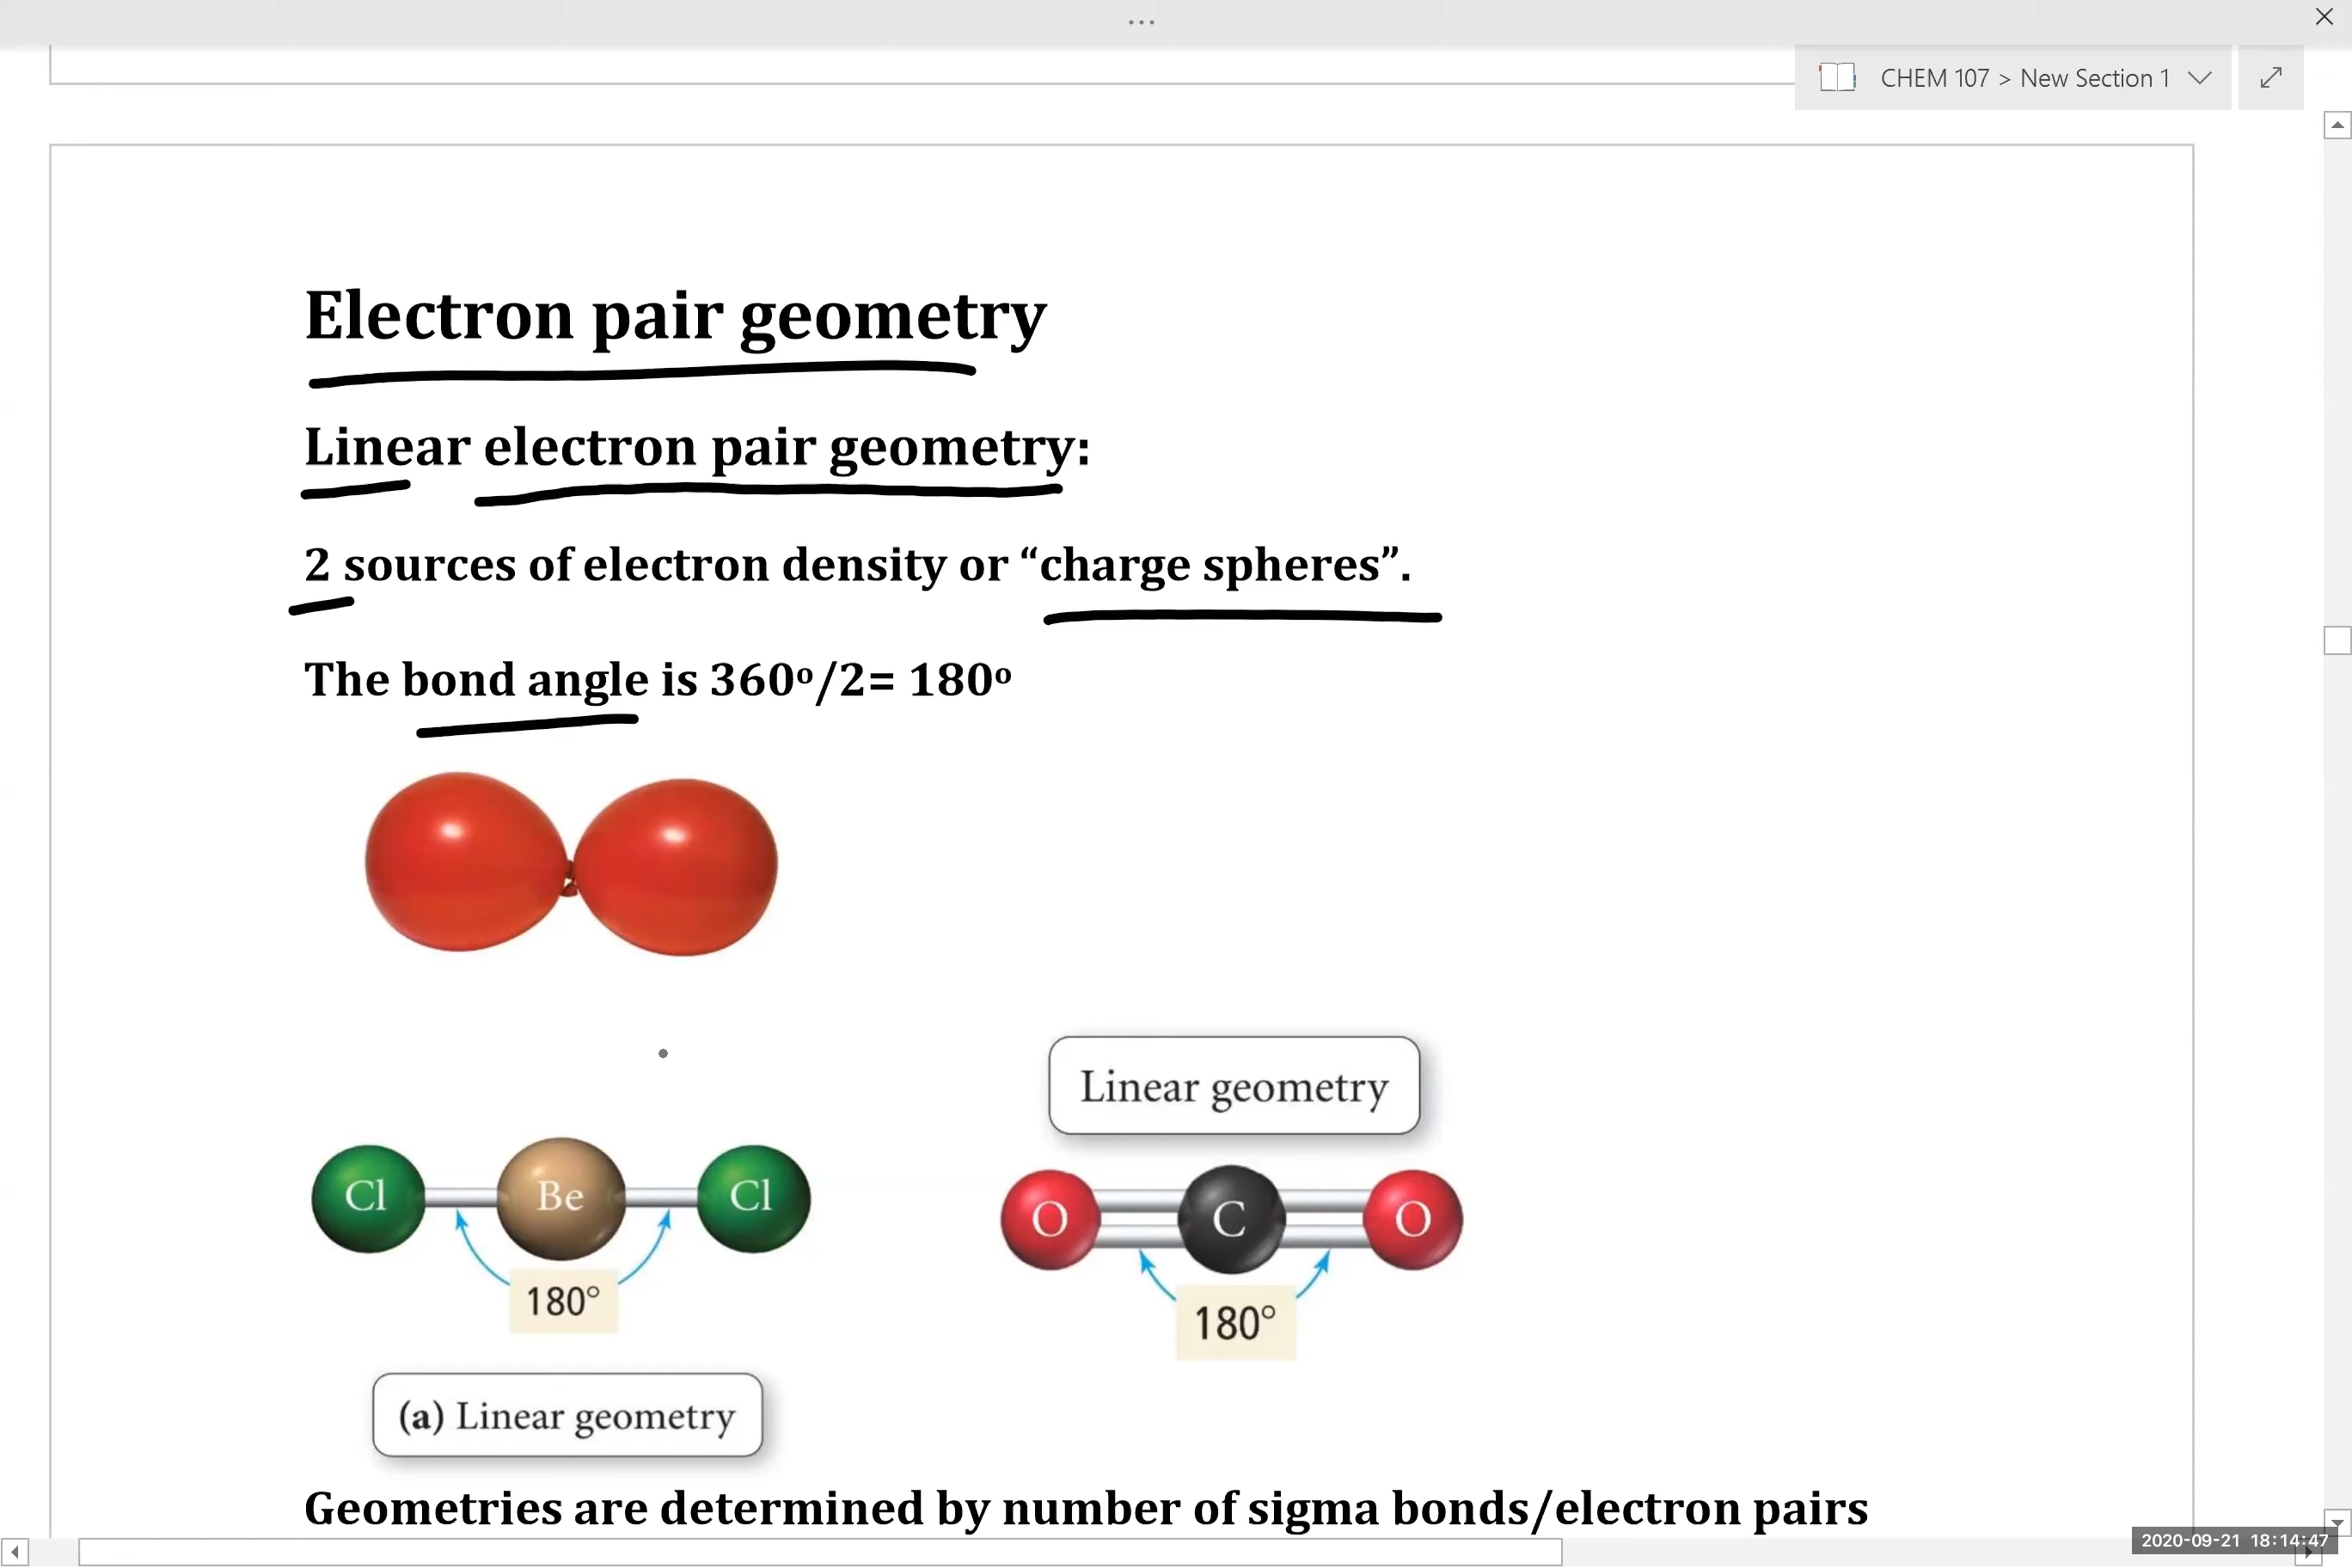 CHEM 107 > New Section 1
Electron pair geometry
Linear electron pair geometry:
2 sources of electron density or “charge spheres”.
The bond angle is 360º/2= 180º
Linear geometry
Cl Be Cl
O C O
180°
180°
(a) Linear geometry
Geometries are determined by number of sigma bonds/electron pairs
2020-09-21 18:14:47